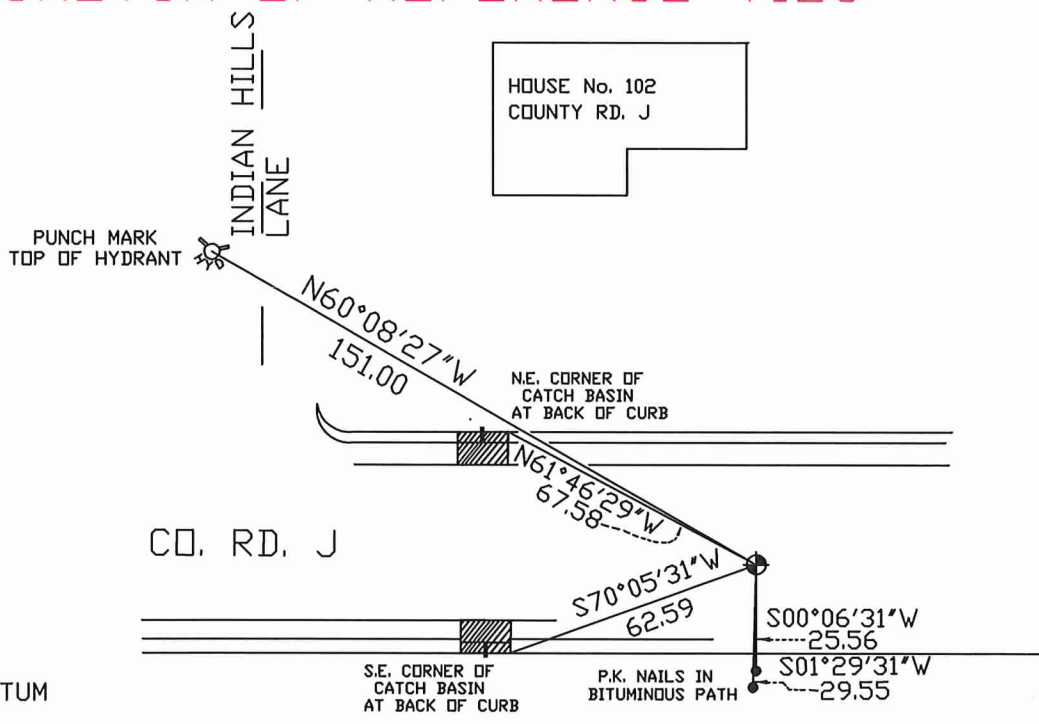 INDIAN HILLS
LANE
HOUSE No. 102
COUNTY RD. J
PUNCH MARK
TOP OF HYDRANT
HYD
N60°08'27"W
151.00
N.E. CORNER OF
CATCH BASIN
AT BACK OF CURB
N61°46'29"W
67.58
CO. RD. J
S70°05'31"W
62.59
S00°06'31"W
25.56
S01°29'31"W
29.55
S.E. CORNER OF
CATCH BASIN
AT BACK OF CURB
P.K. NAILS IN
BITUMINOUS PATH
TUM